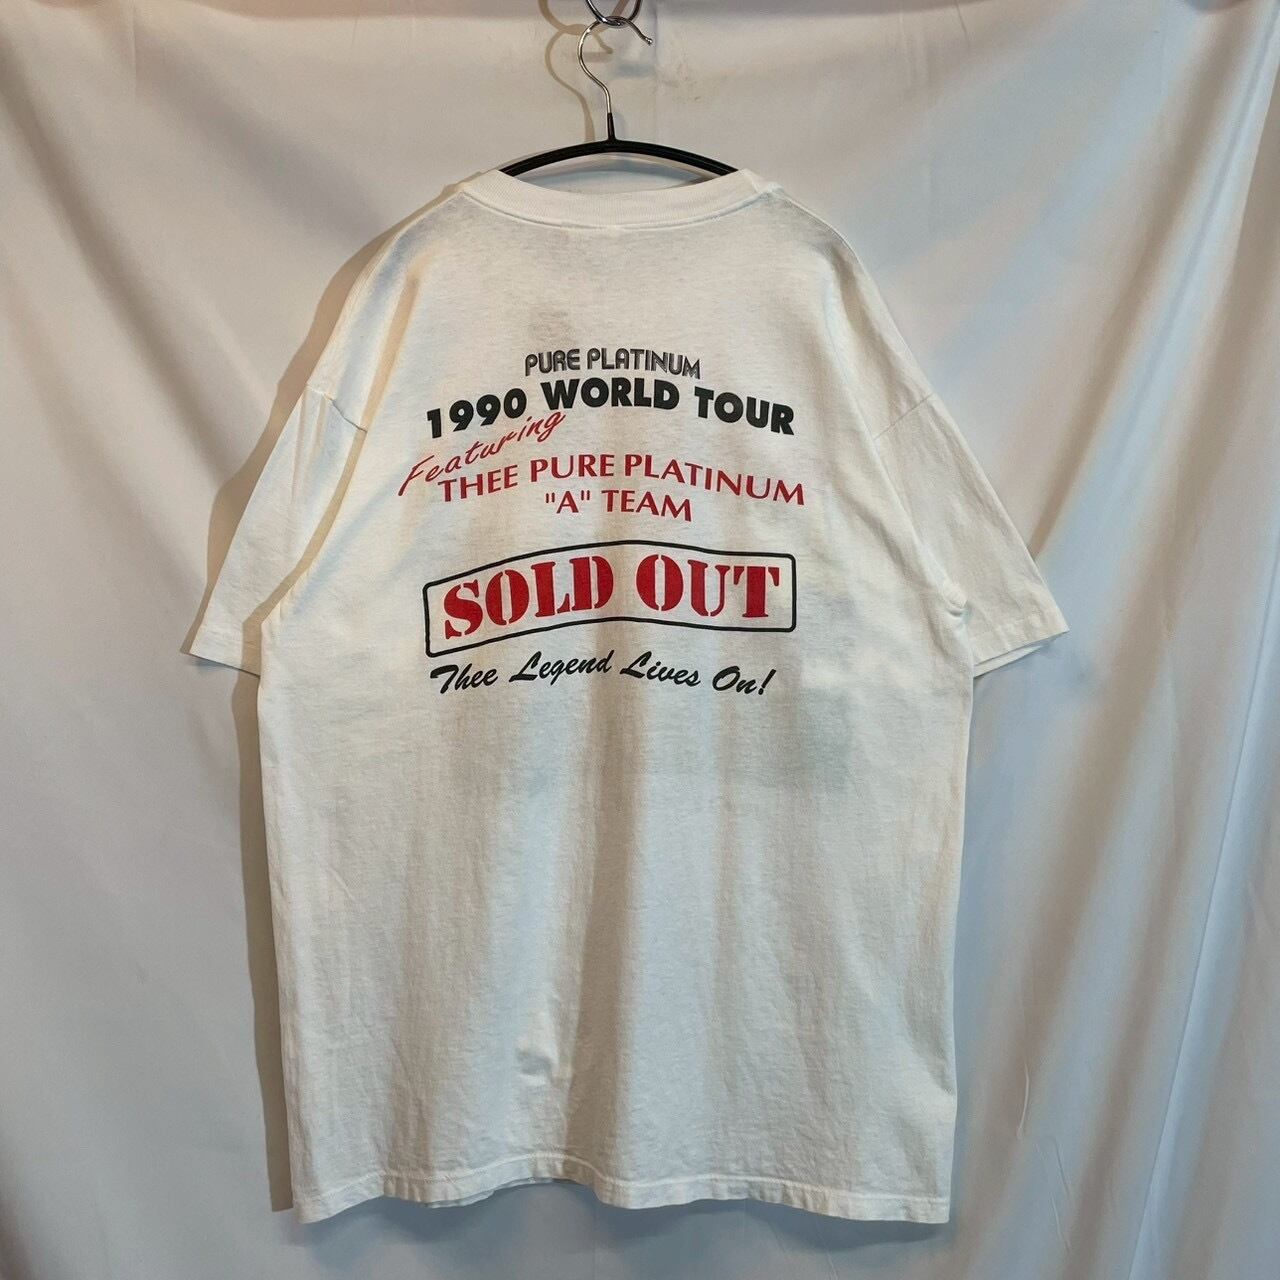 PURE PLATINUM
1990 WORLD TOUR
Featuring
THEE PURE PLATINUM
"A" TEAM
SOLD OUT
Thee Legend Lives On!